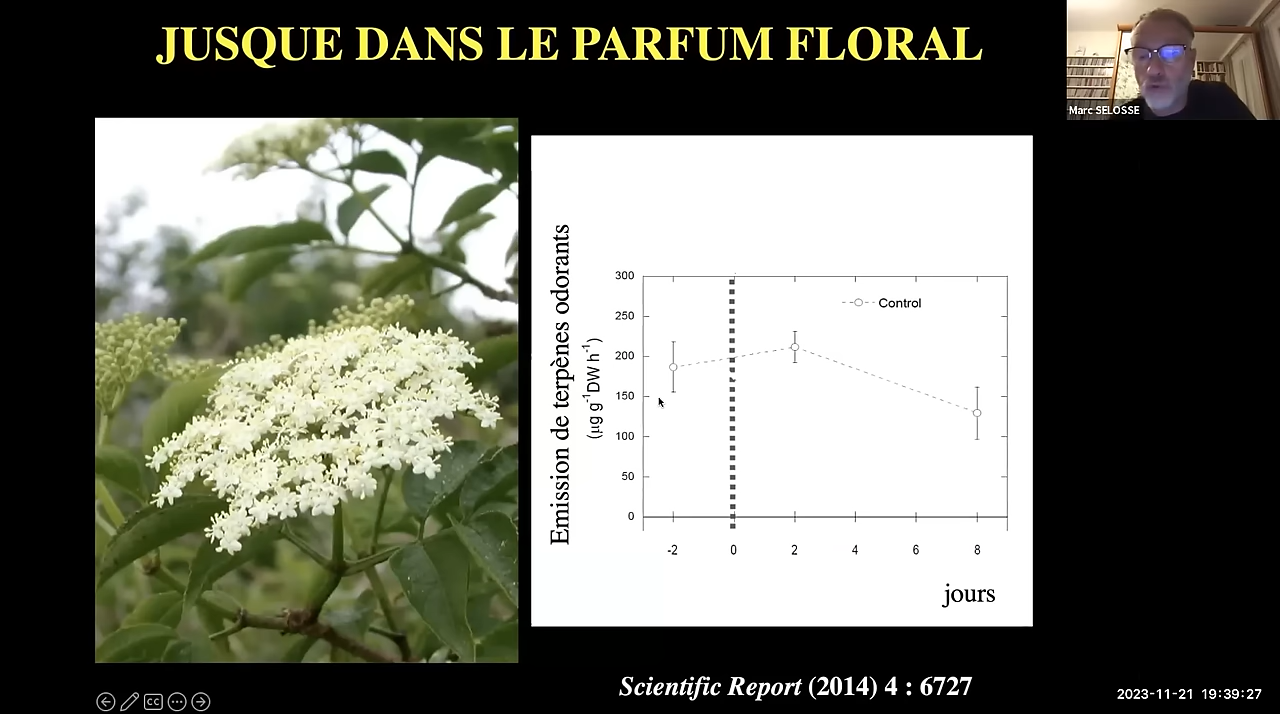 JUSQUE DANS LE PARFUM FLORAL
Marc SELOSSE
Emission de terpènes odorants
(µg g⁻¹DW h⁻¹)
300
250
200
150
100
50
0
Control
-2 0 2 4 6 8
jours
Scientific Report (2014) 4 : 6727
CC
2023-11-21 19:39:27